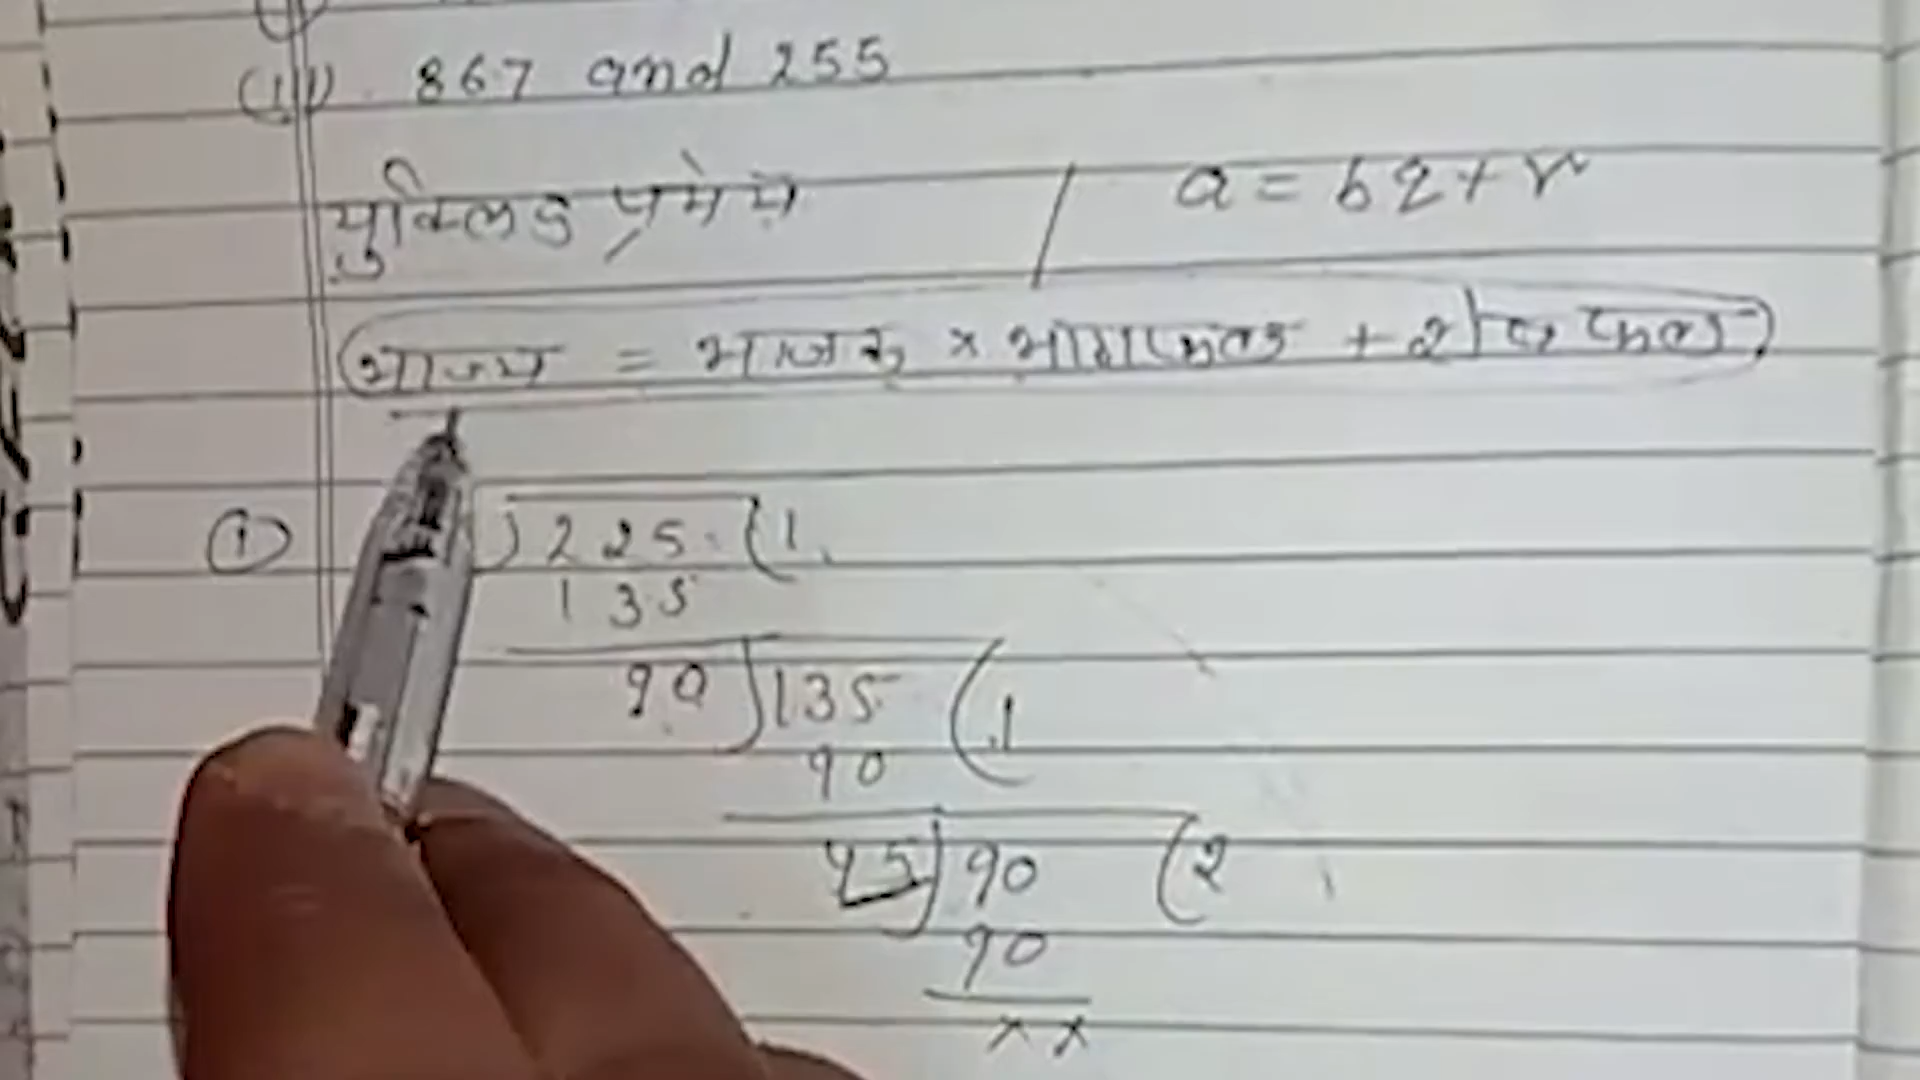 (iii) 867 and 255
युक्लिड प्रमेय / a = bq + r
भाज्य = भाजक × भागफल + शेषफल
① ) 225 ( 1
135
90 ) 135 ( 1
90
45 ) 90 ( 2
90
× ×